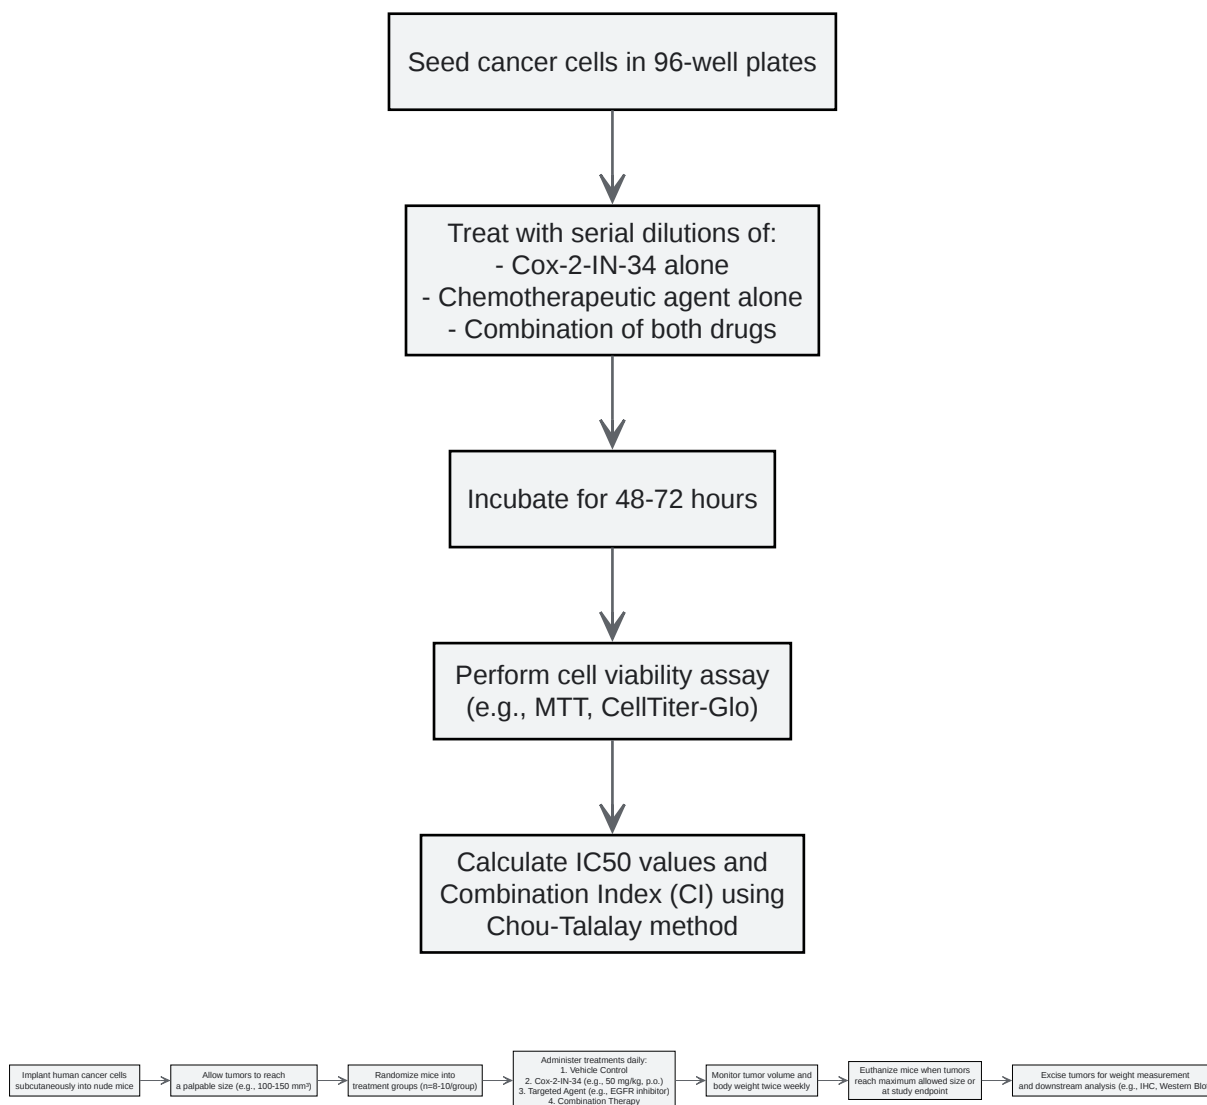 Seed cancer cells in 96-well plates
Treat with serial dilutions of:
- Cox-2-IN-34 alone
- Chemotherapeutic agent alone
- Combination of both drugs
Incubate for 48-72 hours
Perform cell viability assay
(e.g., MTT, CellTiter-Glo)
Calculate IC50 values and
Combination Index (CI) using
Chou-Talalay method
Implant human cancer cells
subcutaneously into nude mice
Allow tumors to reach
a palpable size (e.g., 100-150 mm³)
Randomize mice into
treatment groups (n=8-10/group)
Administer treatments daily:
1. Vehicle Control
2. Cox-2-IN-34 (e.g., 50 mg/kg, p.o.)
3. Targeted Agent (e.g., EGFR inhibitor)
4. Combination Therapy
Monitor tumor volume and
body weight twice weekly
Euthanize mice when tumors
reach maximum allowed size or
at study endpoint
Excise tumors for weight measurement
and downstream analysis (e.g., IHC, Western Blo